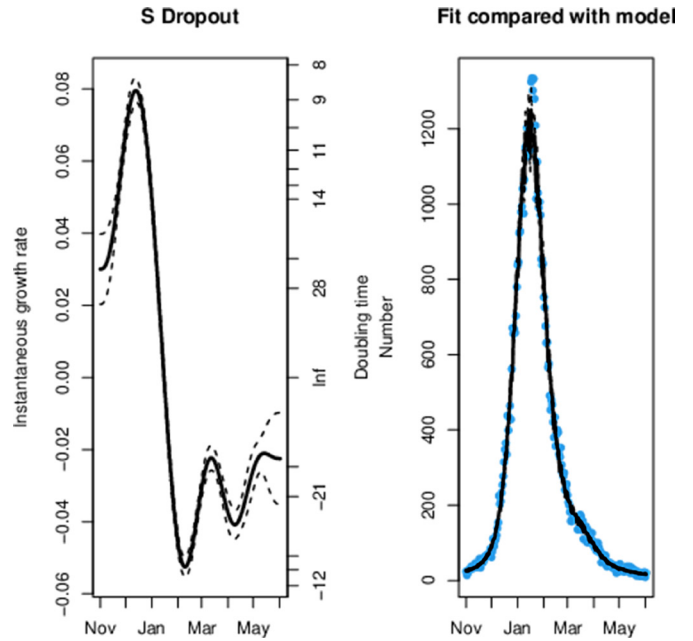 S Dropout
Instantaneous growth rate
0.08
0.06
0.04
0.02
0.00
−0.02
−0.04
−0.06
8
9
11
14
28
Inf
−21
−12
Doubling time
Nov Jan Mar May
Fit compared with model
Number
1200
1000
800
600
400
200
0
Nov Jan Mar May